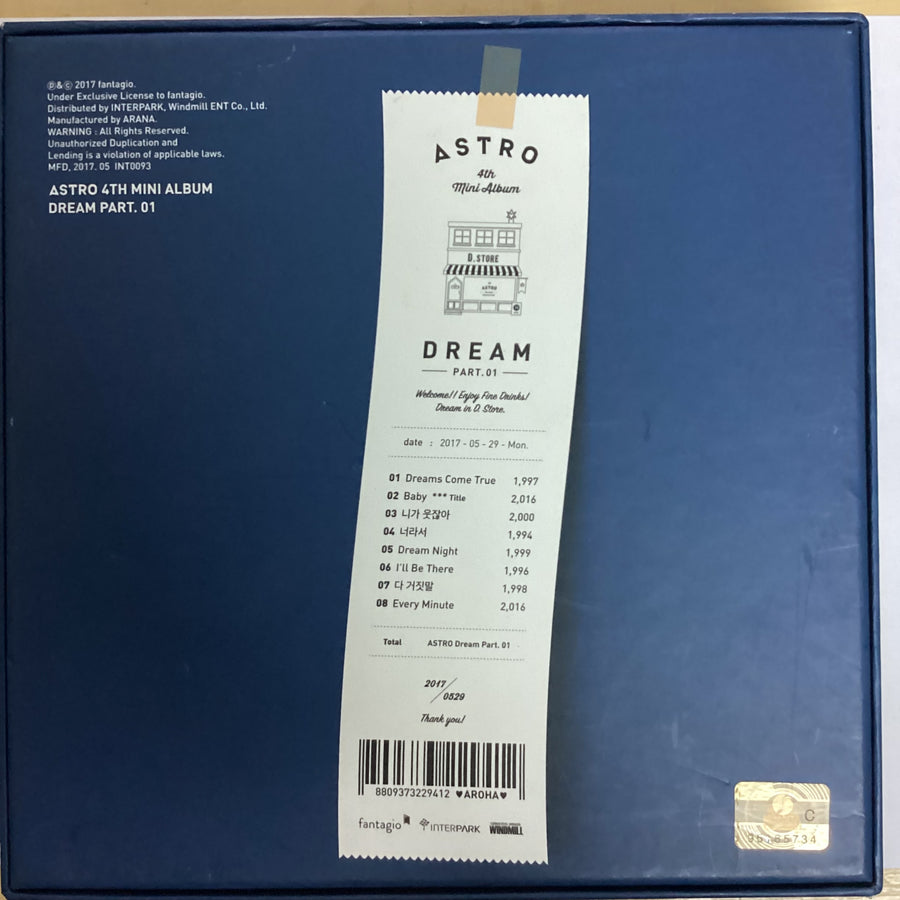 Ⓟ&ⓒ 2017 fantagio.
Under Exclusive License to fantagio.
Distributed by INTERPARK, Windmill ENT Co., Ltd.
Manufactured by ARANA.
WARNING : All Rights Reserved.
Unauthorized Duplication and
Lending is a violation of applicable laws.
MFD, 2017. 05 INT0093
ASTRO 4TH MINI ALBUM
DREAM PART. 01
ASTRO
4th
Mini Album
D.STORE
ASTRO
DREAM
PART.01
Welcome!! Enjoy Fine Drinks!
Dream in D. Store.
date : 2017 - 05 - 29 - Mon.
01 Dreams Come True 1,997
02 Baby *** Title 2,016
03 니가 웃잖아 2,000
04 너라서 1,994
05 Dream Night 1,999
06 I'll Be There 1,996
07 다 거짓말 1,998
08 Every Minute 2,016
Total ASTRO Dream Part. 01
2017/0529
Thank you!
8809373229412 ♥AROHA♥
fantagio INTERPARK WINDMILL
C